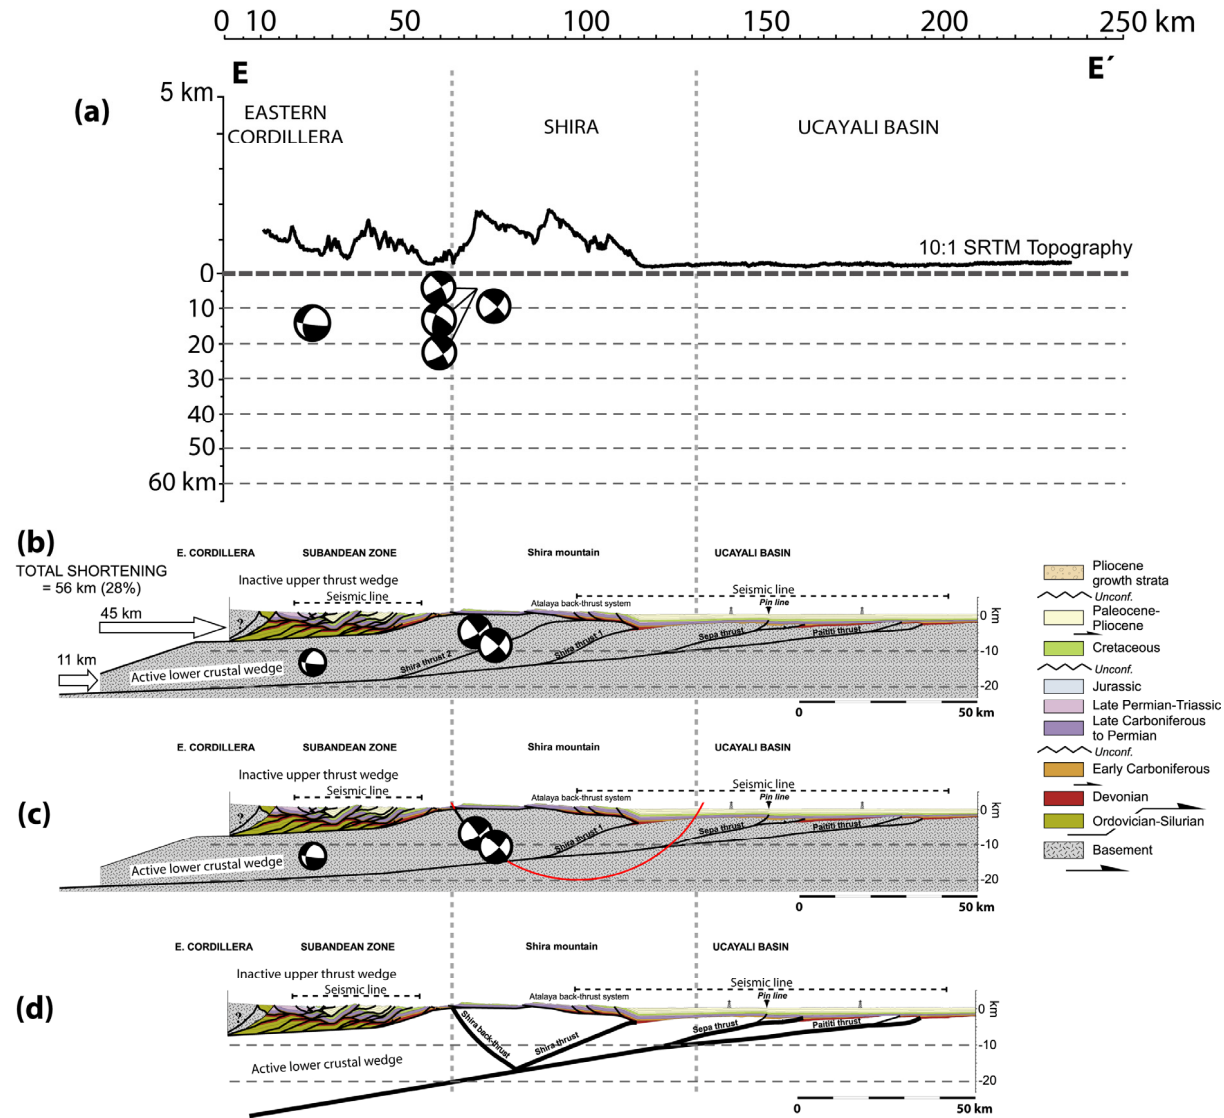 0 10 50 100 150 200 250 km
E E´
(a)
5 km
EASTERN
CORDILLERA
SHIRA
UCAYALI BASIN
10:1 SRTM Topography
0
10
20
30
40
50
60 km
(b)
E. CORDILLERA SUBANDEAN ZONE Shira mountain UCAYALI BASIN
TOTAL SHORTENING
= 56 km (28%)
45 km
11 km
Inactive upper thrust wedge
Seismic line
Atalaya back-thrust system
Seismic line
Pin line
?
Shira thrust 2
Shira thrust 1
Sepa thrust
Paititi thrust
Active lower crustal wedge
0
km
-10
-20
0 50 km
(c)
E. CORDILLERA SUBANDEAN ZONE Shira mountain UCAYALI BASIN
Inactive upper thrust wedge
Seismic line
Atalaya back-thrust system
Seismic line
Pin line
?
Shira thrust 1
Sepa thrust
Paititi thrust
Active lower crustal wedge
0
km
-10
-20
0 50 km
(d)
E. CORDILLERA SUBANDEAN ZONE Shira mountain UCAYALI BASIN
Inactive upper thrust wedge
Seismic line
Atalaya back-thrust system
Seismic line
Pin line
?
Shira back-thrust
Shira thrust
Sepa thrust
Paititi thrust
Active lower crustal wedge
0
km
-10
-20
0 50 km
Pliocene
growth strata
Unconf.
Paleocene-
Pliocene
Cretaceous
Unconf.
Jurassic
Late Permian-Triassic
Late Carboniferous
to Permian
Unconf.
Early Carboniferous
Devonian
Ordovician-Silurian
Basement